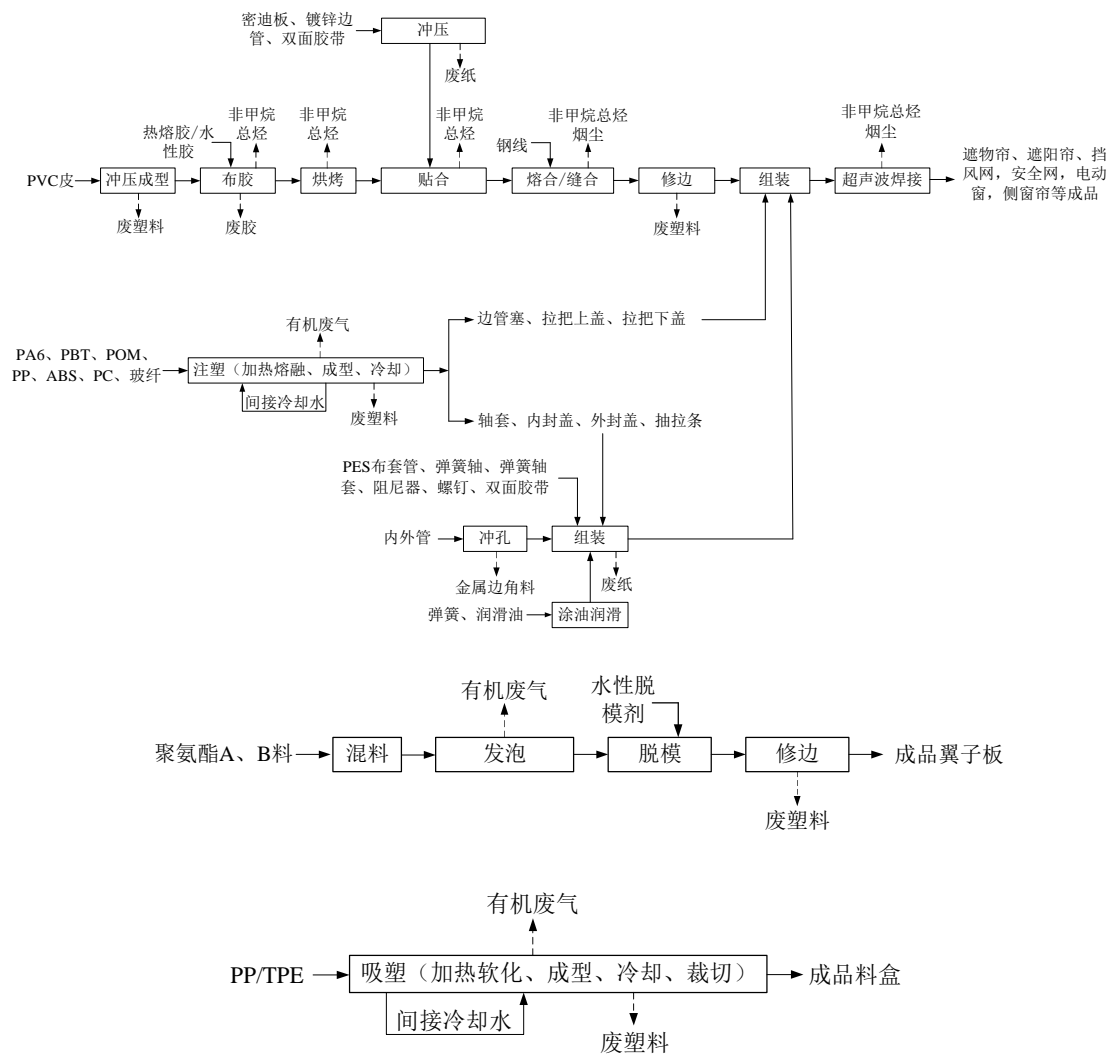 密迪板、镀锌边
管、双面胶带
冲压
废纸
热熔胶/水
性胶
非甲烷
总烃
非甲烷
总烃
非甲烷
总烃
钢线
非甲烷总烃
烟尘
非甲烷总烃
烟尘
PVC皮
冲压成型
布胶
烘烤
贴合
熔合/缝合
修边
组装
超声波焊接
遮物帘、遮阳帘、挡
风网，安全网，电动
窗，侧窗帘等成品
废塑料
废胶
废塑料
有机废气
边管塞、拉把上盖、拉把下盖
PA6、PBT、POM、
PP、ABS、PC、玻纤
注塑（加热熔融、成型、冷却）
间接冷却水
废塑料
轴套、内封盖、外封盖、抽拉条
PES布套管、弹簧轴、弹簧轴
套、阻尼器、螺钉、双面胶带
内外管
冲孔
组装
金属边角料
废纸
弹簧、润滑油
涂油润滑
有机废气
水性脱
模剂
聚氨酯A、B料
混料
发泡
脱模
修边
成品翼子板
废塑料
有机废气
PP/TPE
吸塑（加热软化、成型、冷却、裁切）
成品料盒
间接冷却水
废塑料